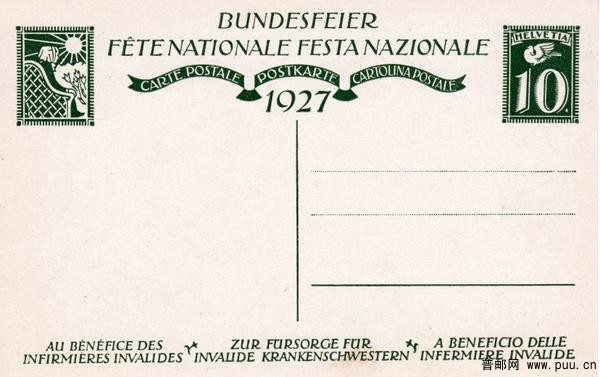 BUNDESFEIER
FÊTE NATIONALE FESTA NAZIONALE
CARTE POSTALE POSTKARTE CARTOLINA POSTALE
1927
HELVETIA
10
AU BÉNÉFICE DES
INFIRMIÈRES INVALIDES
ZUR FÜRSORGE FÜR
INVALIDE KRANKENSCHWESTERN
A BENEFICIO DELLE
INFERMIERE INVALIDE
普邮网 www.puu.cn